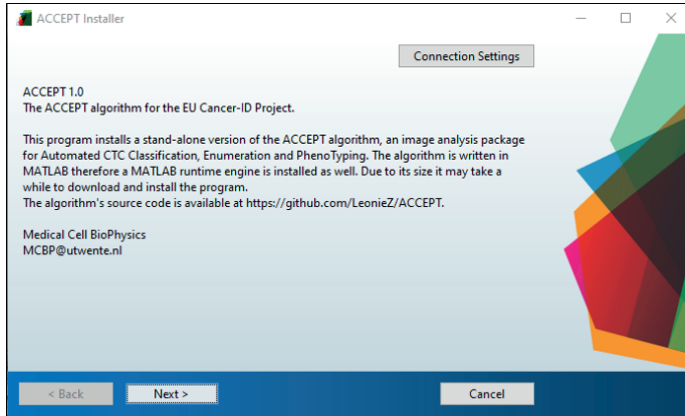 ACCEPT Installer
Connection Settings
ACCEPT 1.0
The ACCEPT algorithm for the EU Cancer-ID Project.
This program installs a stand-alone version of the ACCEPT algorithm, an image analysis package
for Automated CTC Classification, Enumeration and PhenoTyping. The algorithm is written in
MATLAB therefore a MATLAB runtime engine is installed as well. Due to its size it may take a
while to download and install the program.
The algorithm's source code is available at https://github.com/LeonieZ/ACCEPT.
Medical Cell BioPhysics
MCBP@utwente.nl
< Back
Next >
Cancel